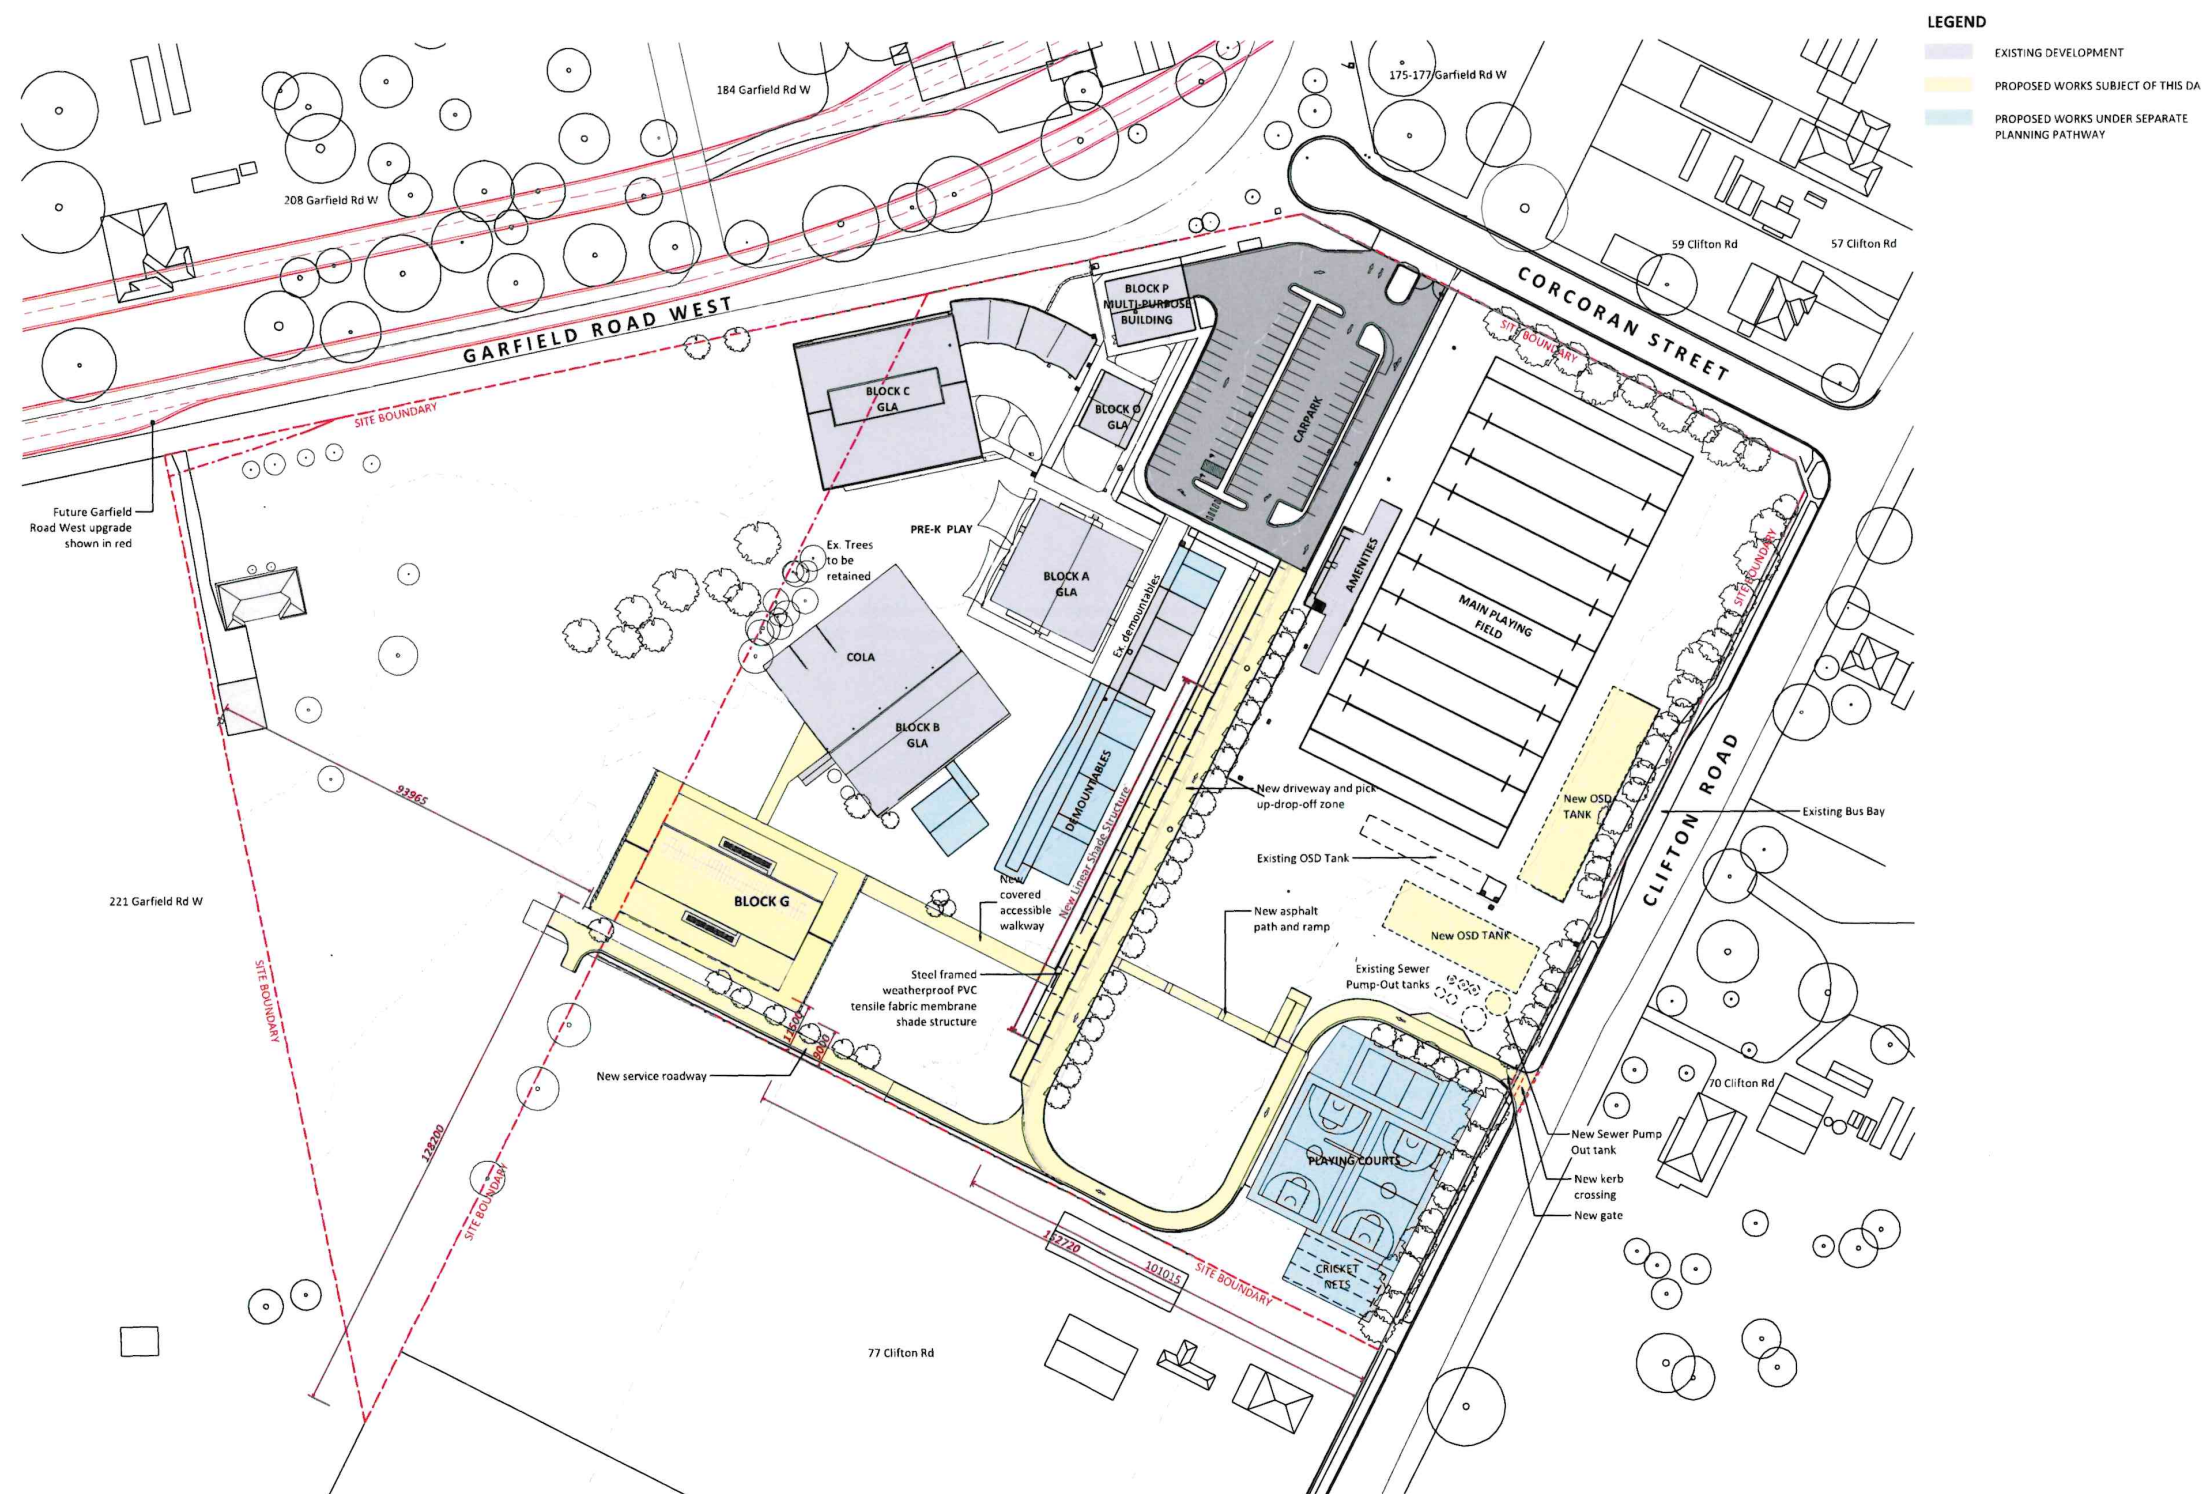 LEGEND
EXISTING DEVELOPMENT
PROPOSED WORKS SUBJECT OF THIS DA
PROPOSED WORKS UNDER SEPARATE
PLANNING PATHWAY
175-177 Garfield Rd W
184 Garfield Rd W
208 Garfield Rd W
59 Clifton Rd
57 Clifton Rd
CORCORAN STREET
GARFIELD ROAD WEST
BLOCK P
MULTI-PURPOSE
BUILDING
SITE BOUNDARY
BLOCK C
GLA
BLOCK O
GLA
CARPARK
SITE BOUNDARY
Future Garfield
Road West upgrade
shown in red
PRE-K PLAY
Ex. Trees
to be
retained
BLOCK A
GLA
Ex. demountables
AMENITIES
MAIN PLAYING
FIELD
SITE BOUNDARY
COLA
BLOCK B
GLA
DEMOUNTABLES
New Linear Shade Structure
New driveway and pick
up-drop-off zone
New OSD
TANK
CLIFTON ROAD
Existing Bus Bay
93965
Existing OSD Tank
221 Garfield Rd W
BLOCK G
New
covered
accessible
walkway
New asphalt
path and ramp
New OSD TANK
Existing Sewer
Pump-Out tanks
Steel framed
weatherproof PVC
tensile fabric membrane
shade structure
SITE BOUNDARY
11500
9000
New service roadway
70 Clifton Rd
128200
New Sewer Pump
Out tank
PLAYING COURTS
New kerb
crossing
New gate
SITE BOUNDARY
152720
101015
SITE BOUNDARY
CRICKET
NETS
77 Clifton Rd